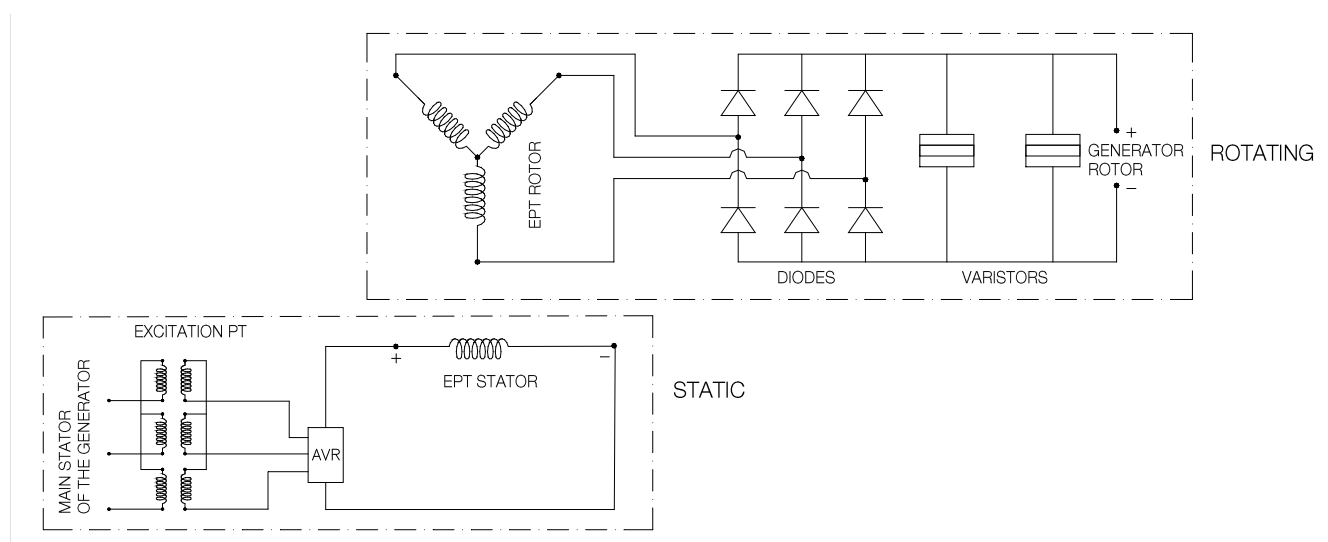 EPT ROTOR
+
GENERATOR
ROTOR
−
ROTATING
DIODES
VARISTORS
EXCITATION PT
MAIN STATOR
OF THE GENERATOR
+
−
EPT STATOR
AVR
STATIC